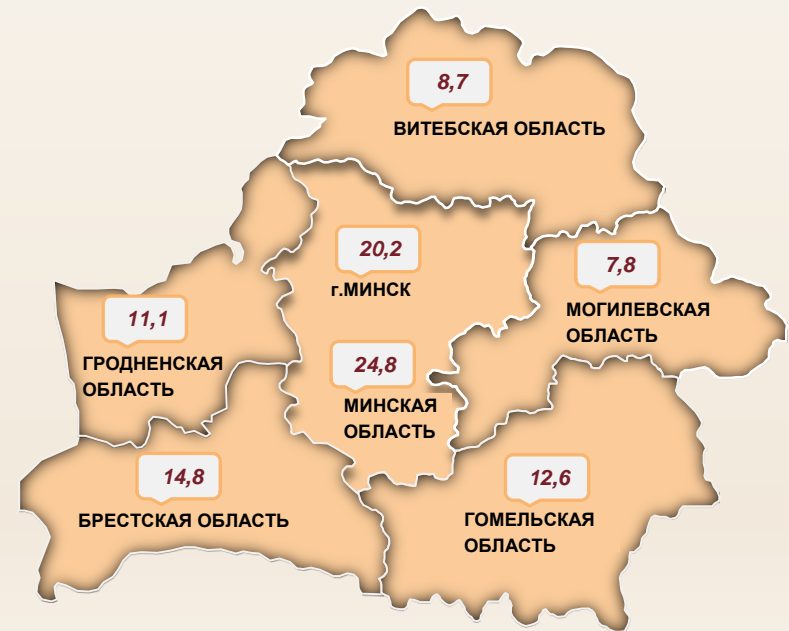 8,7
ВИТЕБСКАЯ ОБЛАСТЬ
20,2
г.МИНСК
7,8
МОГИЛЕВСКАЯ
ОБЛАСТЬ
11,1
ГРОДНЕНСКАЯ
ОБЛАСТЬ
24,8
МИНСКАЯ
ОБЛАСТЬ
14,8
БРЕСТСКАЯ ОБЛАСТЬ
12,6
ГОМЕЛЬСКАЯ
ОБЛАСТЬ